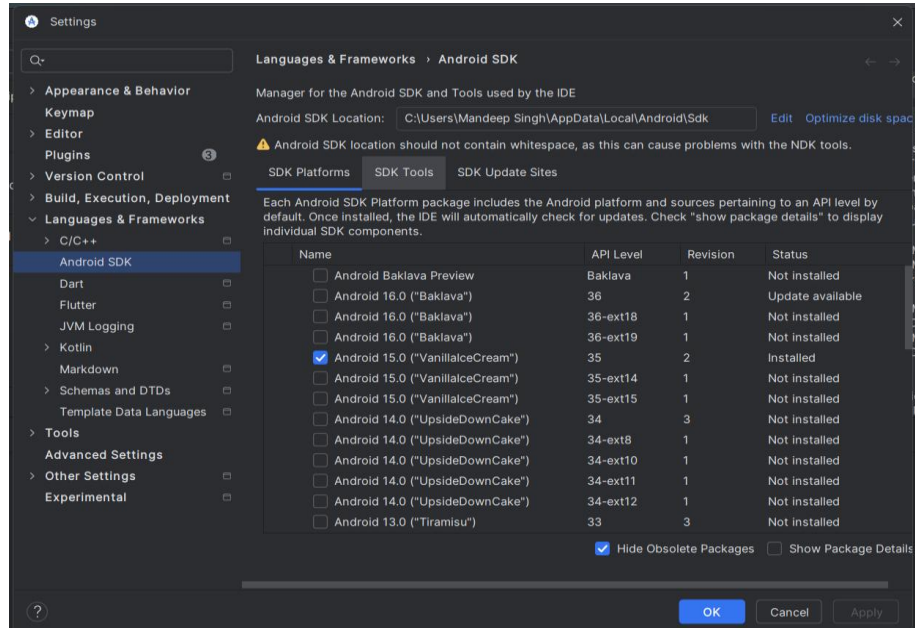 Settings
Languages & Frameworks › Android SDK
Appearance & Behavior
Keymap
Editor
Plugins 3
Version Control
Build, Execution, Deployment
Languages & Frameworks
C/C++
Android SDK
Dart
Flutter
JVM Logging
Kotlin
Markdown
Schemas and DTDs
Template Data Languages
Tools
Advanced Settings
Other Settings
Experimental
Manager for the Android SDK and Tools used by the IDE
Android SDK Location: C:\Users\Mandeep Singh\AppData\Local\Android\Sdk Edit Optimize disk spac
Android SDK location should not contain whitespace, as this can cause problems with the NDK tools.
SDK Platforms SDK Tools SDK Update Sites
Each Android SDK Platform package includes the Android platform and sources pertaining to an API level by
default. Once installed, the IDE will automatically check for updates. Check "show package details" to display
individual SDK components.
Name API Level Revision Status
Android Baklava Preview Baklava 1 Not installed
Android 16.0 ("Baklava") 36 2 Update available
Android 16.0 ("Baklava") 36-ext18 1 Not installed
Android 16.0 ("Baklava") 36-ext19 1 Not installed
Android 15.0 ("VanillaIceCream") 35 2 Installed
Android 15.0 ("VanillaIceCream") 35-ext14 1 Not installed
Android 15.0 ("VanillaIceCream") 35-ext15 1 Not installed
Android 14.0 ("UpsideDownCake") 34 3 Not installed
Android 14.0 ("UpsideDownCake") 34-ext8 1 Not installed
Android 14.0 ("UpsideDownCake") 34-ext10 1 Not installed
Android 14.0 ("UpsideDownCake") 34-ext11 1 Not installed
Android 14.0 ("UpsideDownCake") 34-ext12 1 Not installed
Android 13.0 ("Tiramisu") 33 3 Not installed
Hide Obsolete Packages Show Package Details
? OK Cancel Apply